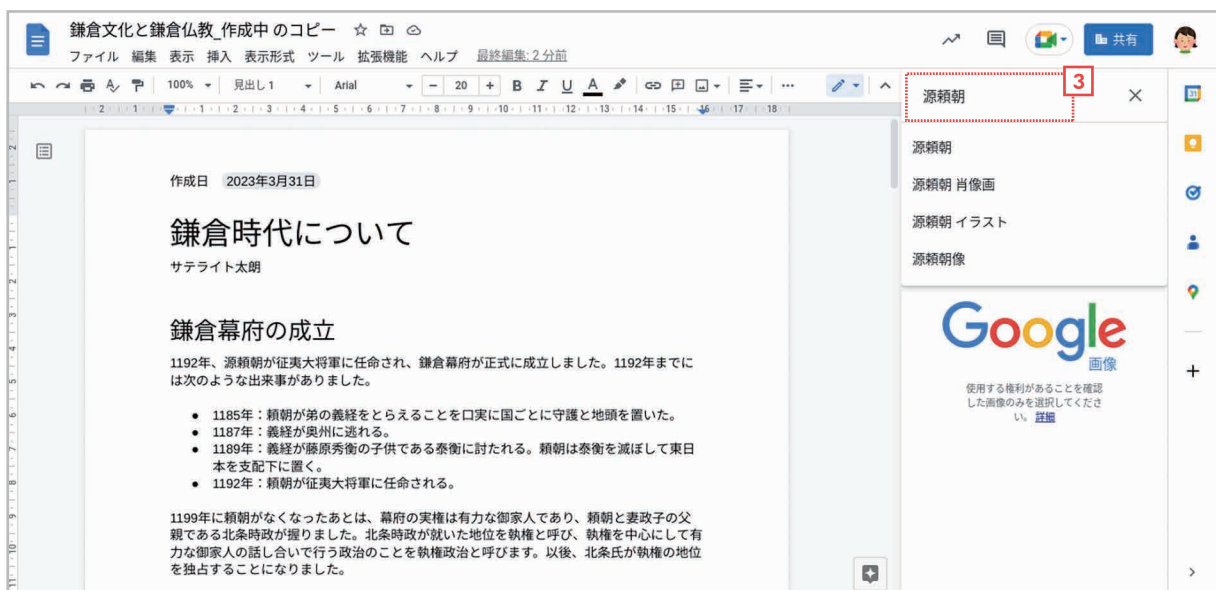 鎌倉文化と鎌倉仏教_作成中 のコピー
ファイル 編集 表示 挿入 表示形式 ツール 拡張機能 ヘルプ 最終編集: 2 分前
共有
100% 見出し 1 Arial − 20 + B I U A
3
源頼朝
源頼朝
源頼朝 肖像画
源頼朝 イラスト
源頼朝像
Google
画像
使用する権利があることを確認
した画像のみを選択してくださ
い。 詳細
2 1 1 2 3 4 5 6 7 8 9 10 11 12 13 14 15 16 17 18
作成日 2023年3月31日
鎌倉時代について
サテライト太朗
鎌倉幕府の成立
1192年、源頼朝が征夷大将軍に任命され、鎌倉幕府が正式に成立しました。1192年までに
は次のような出来事がありました。
● 1185年：頼朝が弟の義経をとらえることを口実に国ごとに守護と地頭を置いた。
● 1187年：義経が奥州に逃れる。
● 1189年：義経が藤原秀衡の子供である泰衡に討たれる。頼朝は泰衡を滅ぼして東日
本を支配下に置く。
● 1192年：頼朝が征夷大将軍に任命される。
1199年に頼朝がなくなったあとは、幕府の実権は有力な御家人であり、頼朝と妻政子の父
親である北条時政が握りました。北条時政が就いた地位を執権と呼び、執権を中心にして有
力な御家人の話し合いで行う政治のことを執権政治と呼びます。以後、北条氏が執権の地位
を独占することになりました。